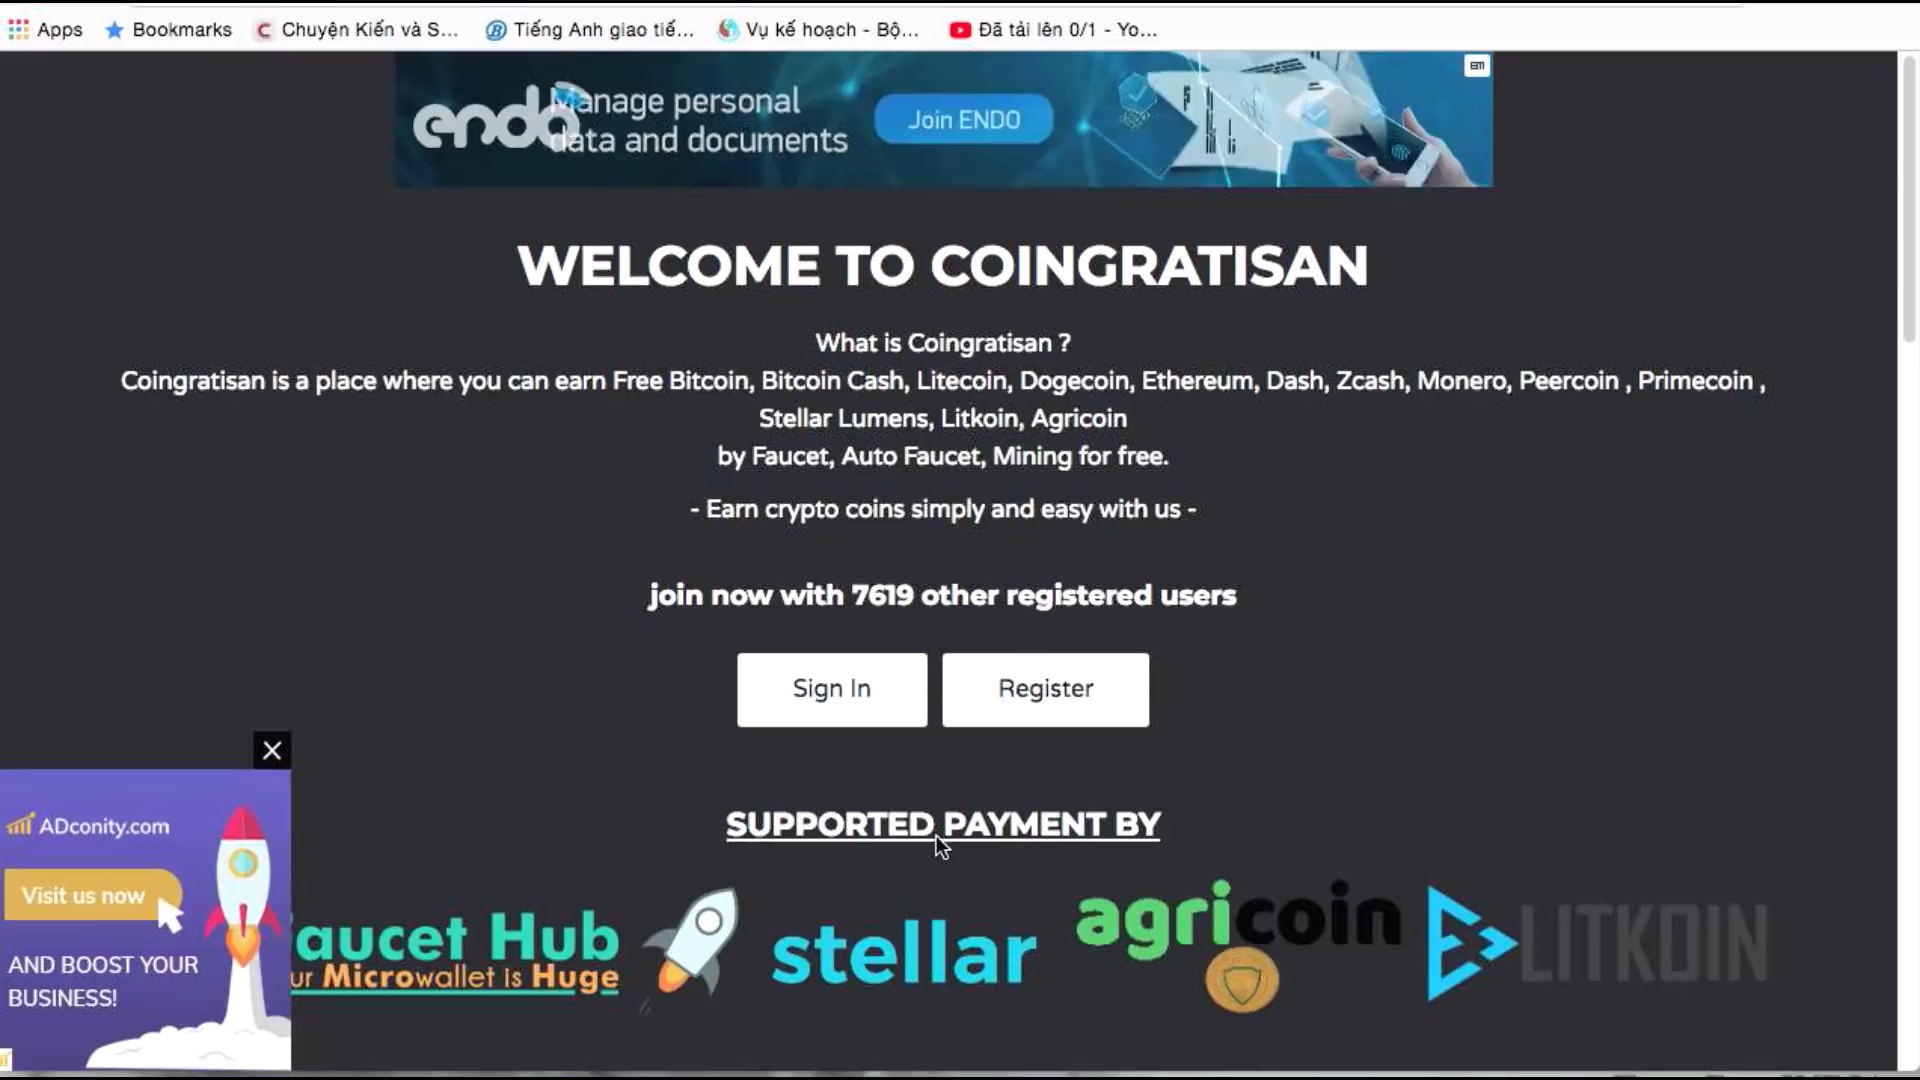 Apps Bookmarks Chuyện Kiến và S... Tiếng Anh giao tiế... Vụ kế hoạch - Bộ... Đã tải lên 0/1 - Yo...
endo
Manage personal
data and documents
Join ENDO
WELCOME TO COINGRATISAN
What is Coingratisan ?
Coingratisan is a place where you can earn Free Bitcoin, Bitcoin Cash, Litecoin, Dogecoin, Ethereum, Dash, Zcash, Monero, Peercoin , Primecoin ,
Stellar Lumens, Litkoin, Agricoin
by Faucet, Auto Faucet, Mining for free.
- Earn crypto coins simply and easy with us -
join now with 7619 other registered users
Sign In Register
SUPPORTED PAYMENT BY
ADconity.com
Visit us now
AND BOOST YOUR
BUSINESS!
aucet Hub
ur Microwallet is Huge
stellar
agricoin
LITKOIN